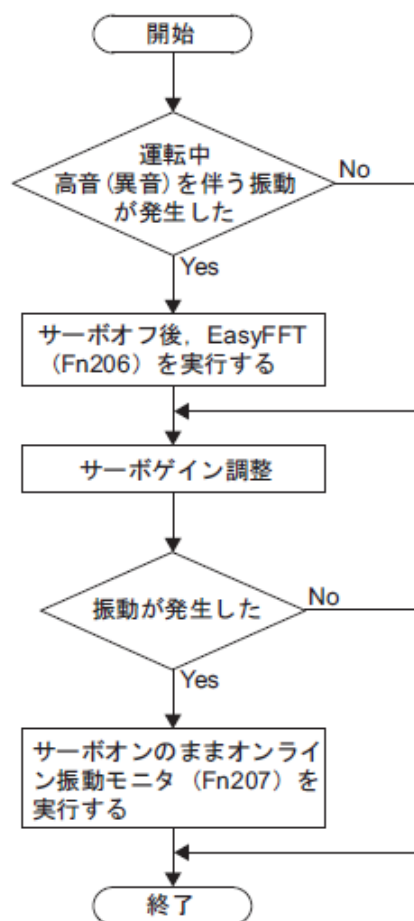 開始
運転中
高音(異音)を伴う振動
が発生した
No
Yes
サーボオフ後，EasyFFT
（Fn206）を実行する
サーボゲイン調整
振動が発生した
No
Yes
サーボオンのままオンライ
ン振動モニタ（Fn207）を
実行する
終了